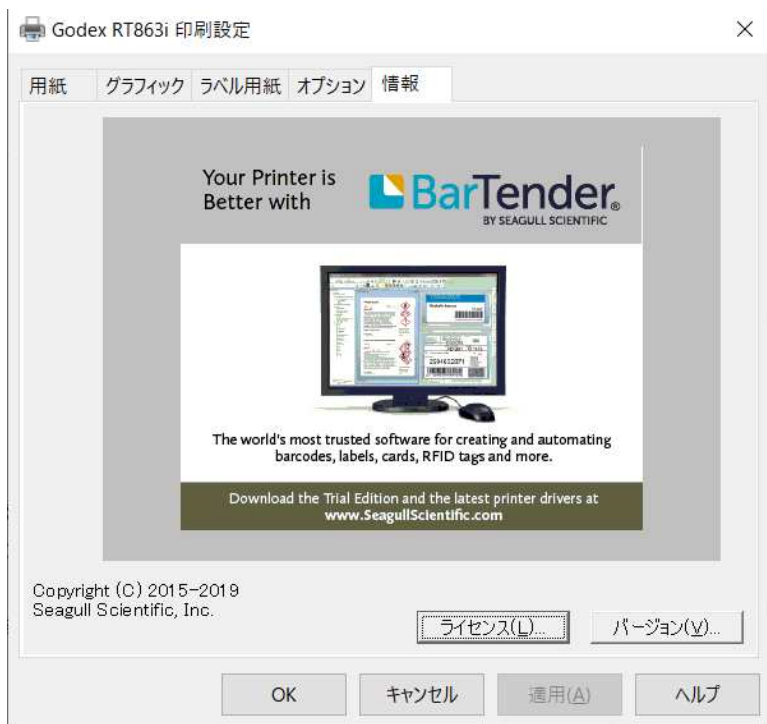 Godex RT863i 印刷設定
用紙 グラフィック ラベル用紙 オプション 情報
Your Printer is
Better with
BarTender®
BY SEAGULL SCIENTIFIC
The world's most trusted software for creating and automating
barcodes, labels, cards, RFID tags and more.
Download the Trial Edition and the latest printer drivers at
www.SeagullScientific.com
Copyright (C) 2015-2019
Seagull Scientific, Inc.
ライセンス(L)... バージョン(V)...
OK キャンセル 適用(A) ヘルプ